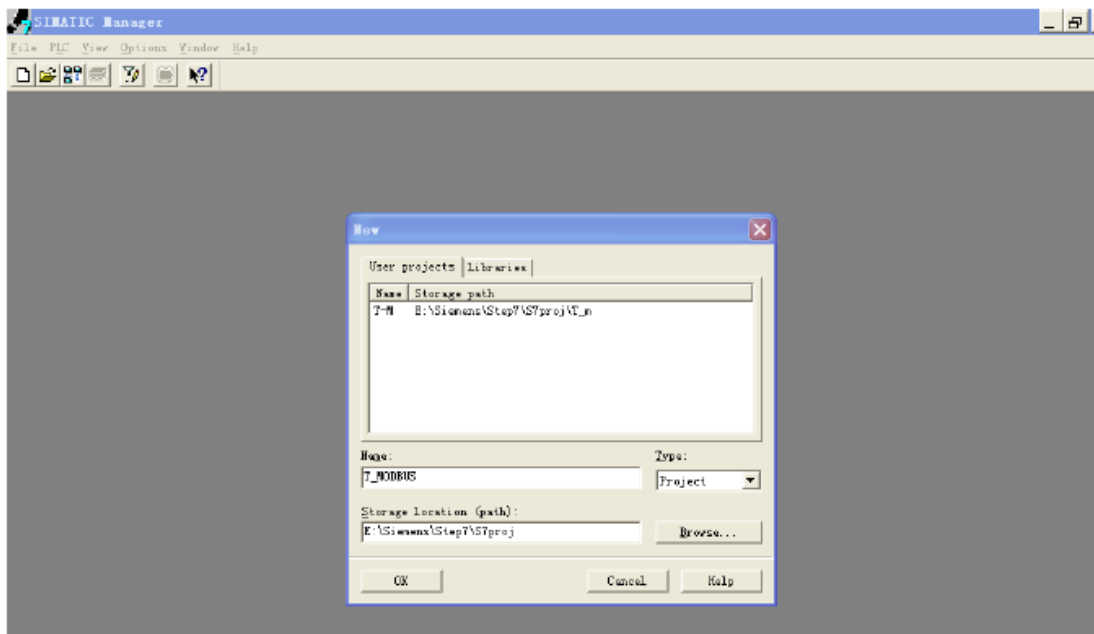 SIMATIC Manager
File PLC View Options Window Help
New
User projects Libraries
Name Storage path
T-M E:\Siemens\Step7\S7proj\T_m
Name:
Type:
T_MODBUS
Project
Storage location (path):
E:\Siemens\Step7\S7proj
Browse...
OK Cancel Help